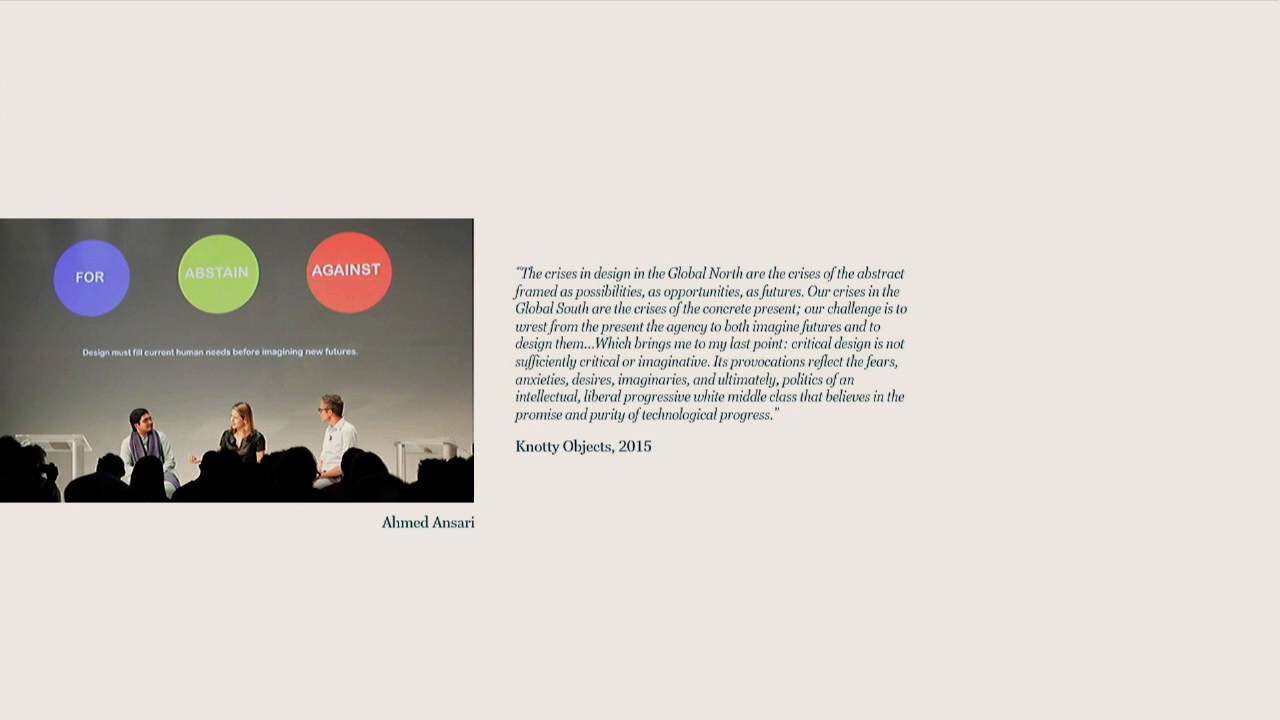 FOR
ABSTAIN
AGAINST
Design must fill current human needs before imagining new futures.
Ahmed Ansari
"The crises in design in the Global North are the crises of the abstract
framed as possibilities, as opportunities, as futures. Our crises in the
Global South are the crises of the concrete present; our challenge is to
wrest from the present the agency to both imagine futures and to
design them...Which brings me to my last point: critical design is not
sufficiently critical or imaginative. Its provocations reflect the fears,
anxieties, desires, imaginaries, and ultimately, politics of an
intellectual, liberal progressive white middle class that believes in the
promise and purity of technological progress."
Knotty Objects, 2015